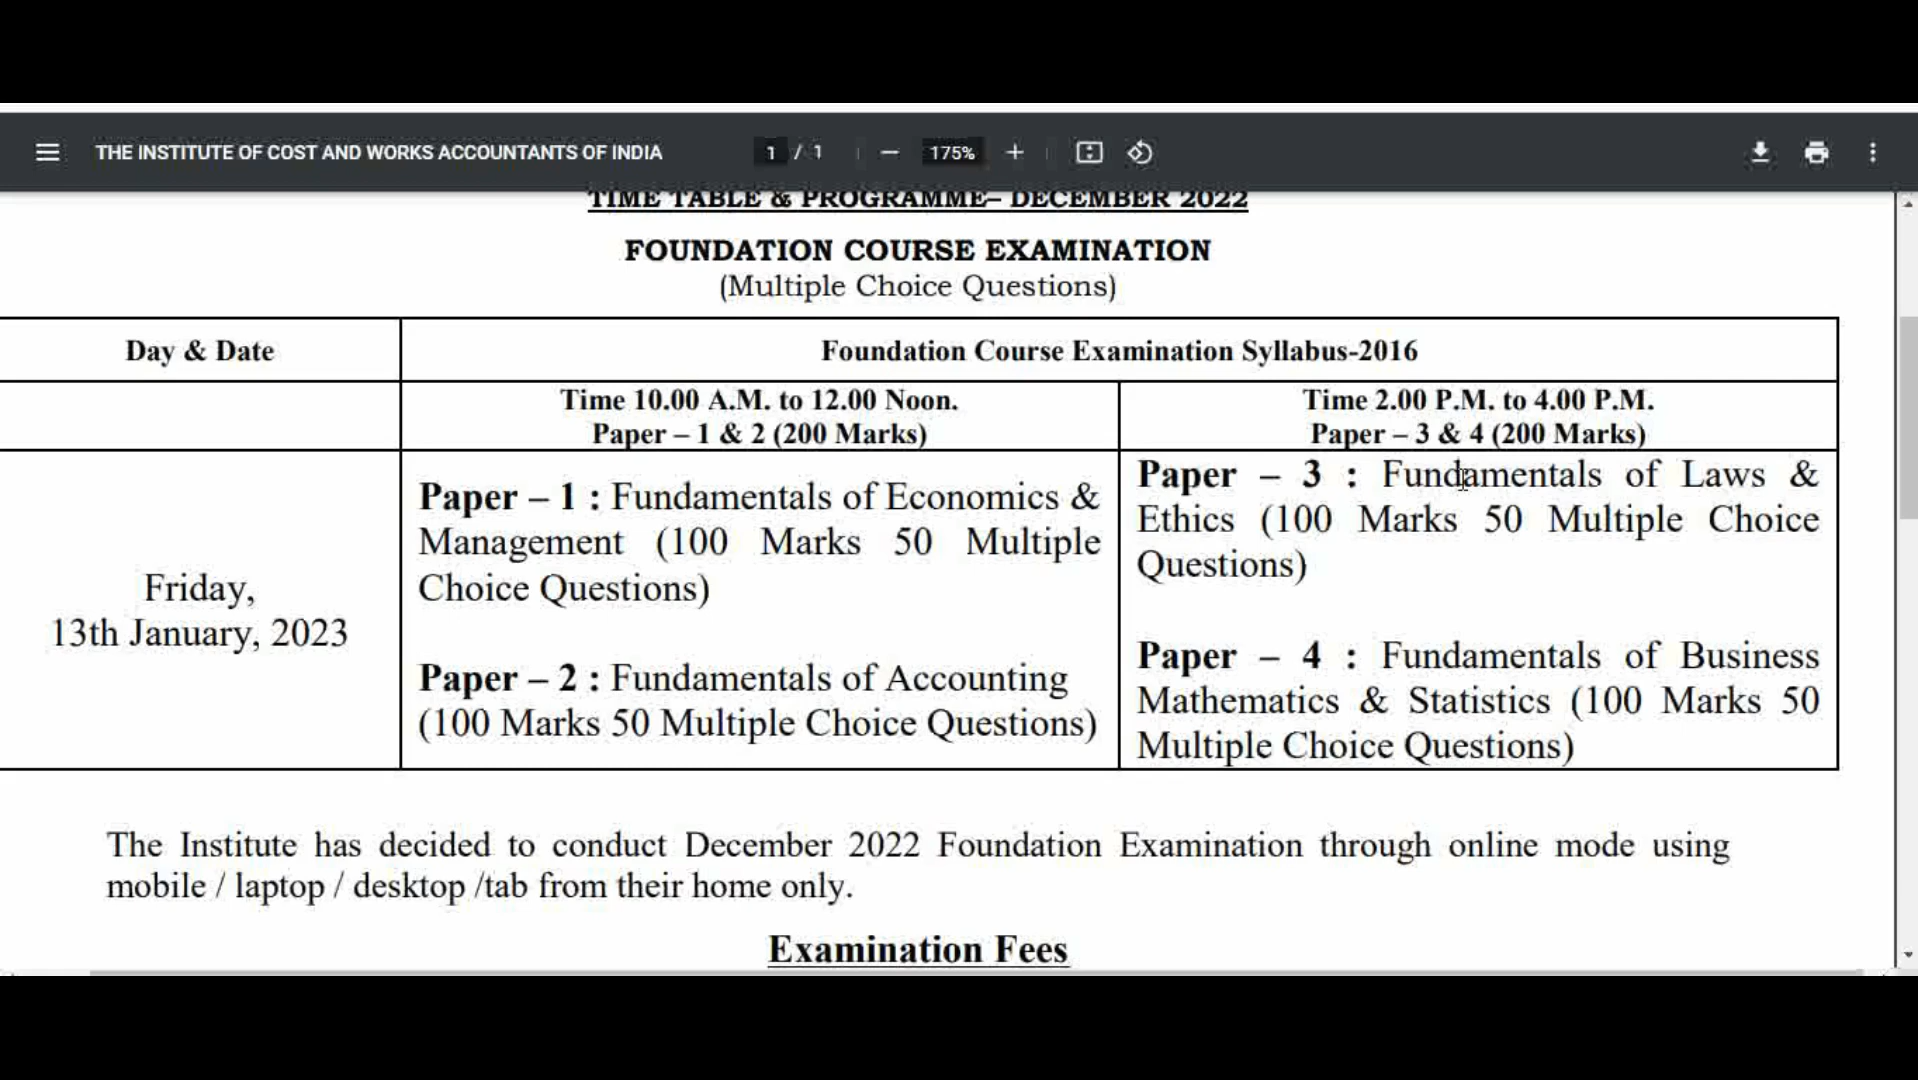 THE INSTITUTE OF COST AND WORKS ACCOUNTANTS OF INDIA 1 / 1 175%
TIME TABLE & PROGRAMME– DECEMBER 2022
FOUNDATION COURSE EXAMINATION
(Multiple Choice Questions)
Day & Date
Foundation Course Examination Syllabus-2016
Time 10.00 A.M. to 12.00 Noon.
Paper – 1 & 2 (200 Marks)
Time 2.00 P.M. to 4.00 P.M.
Paper – 3 & 4 (200 Marks)
Friday,
13th January, 2023
Paper – 1 : Fundamentals of Economics &
Management (100 Marks 50 Multiple
Choice Questions)
Paper – 2 : Fundamentals of Accounting
(100 Marks 50 Multiple Choice Questions)
Paper – 3 : Fundamentals of Laws &
Ethics (100 Marks 50 Multiple Choice
Questions)
Paper – 4 : Fundamentals of Business
Mathematics & Statistics (100 Marks 50
Multiple Choice Questions)
The Institute has decided to conduct December 2022 Foundation Examination through online mode using
mobile / laptop / desktop /tab from their home only.
Examination Fees